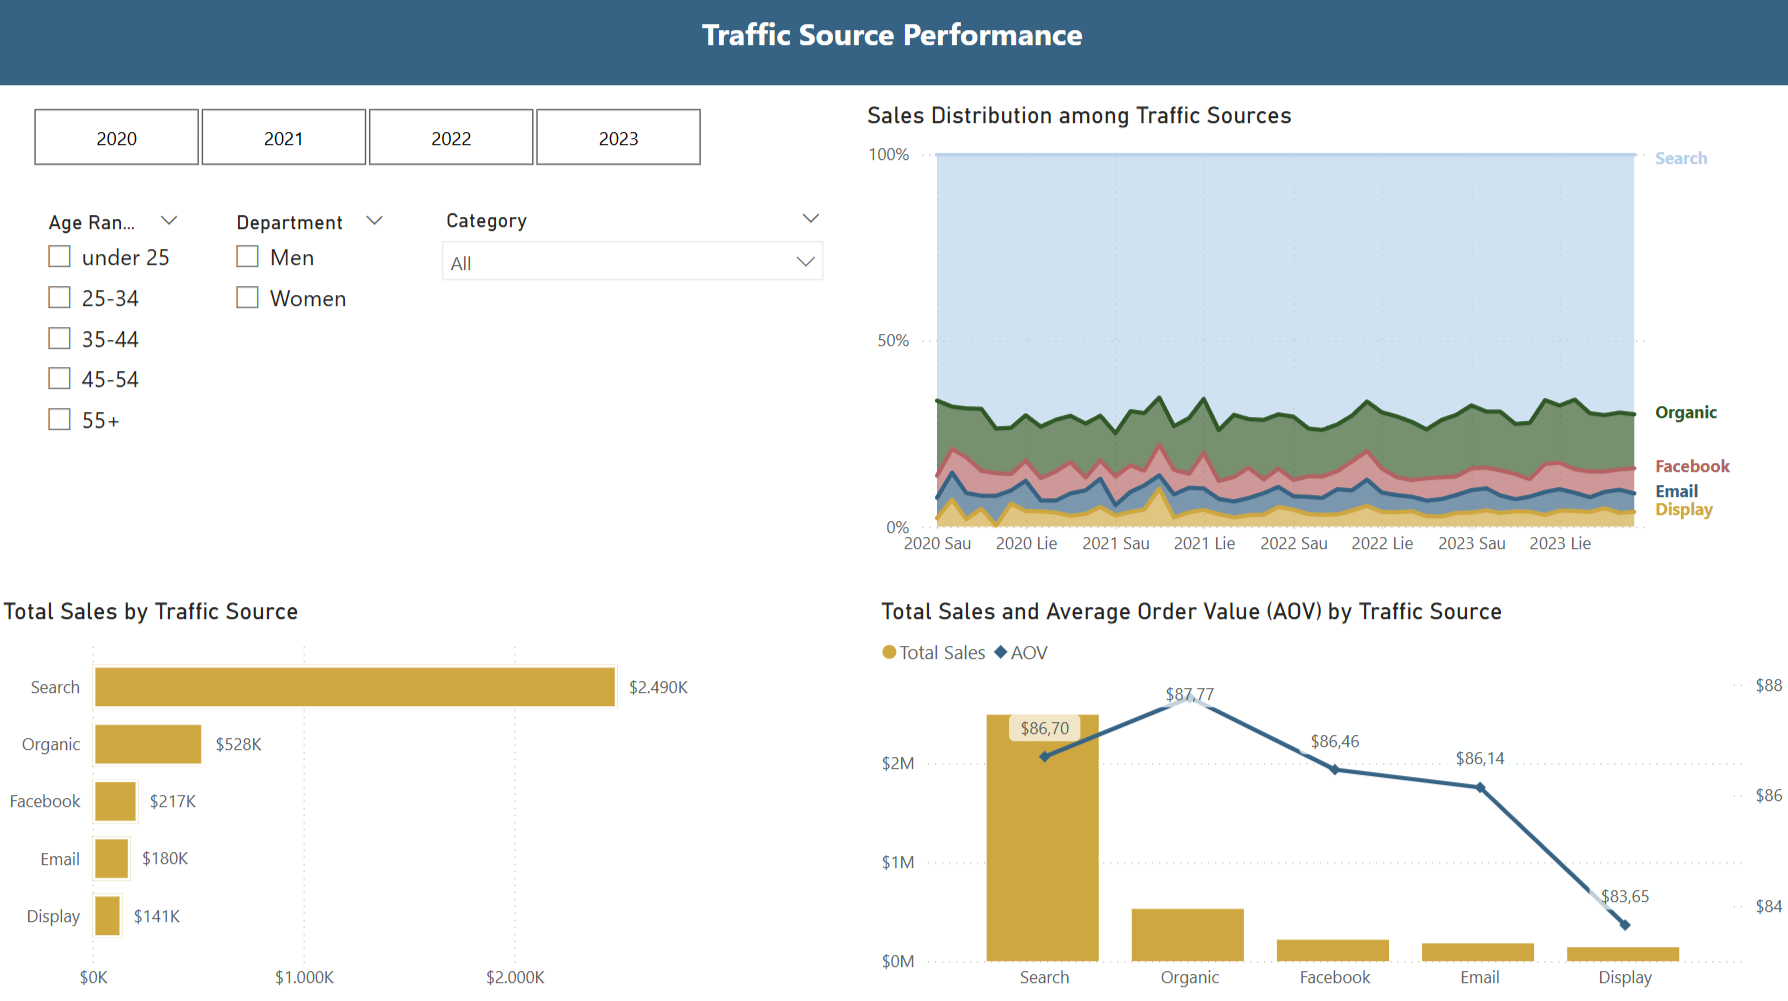 Traffic Source Performance
2020
2021
2022
2023
Age Ran...
under 25
25-34
35-44
45-54
55+
Department
Men
Women
Category
All
Sales Distribution among Traffic Sources
100%
50%
0%
2020 Sau
2020 Lie
2021 Sau
2021 Lie
2022 Sau
2022 Lie
2023 Sau
2023 Lie
Search
Organic
Facebook
Email
Display
Total Sales by Traffic Source
Search
$2.490K
Organic
$528K
Facebook
$217K
Email
$180K
Display
$141K
$0K
$1.000K
$2.000K
Total Sales and Average Order Value (AOV) by Traffic Source
Total Sales
AOV
$2M
$1M
$0M
$86,70
$87,77
$86,46
$86,14
$83,65
$88
$86
$84
Search
Organic
Facebook
Email
Display